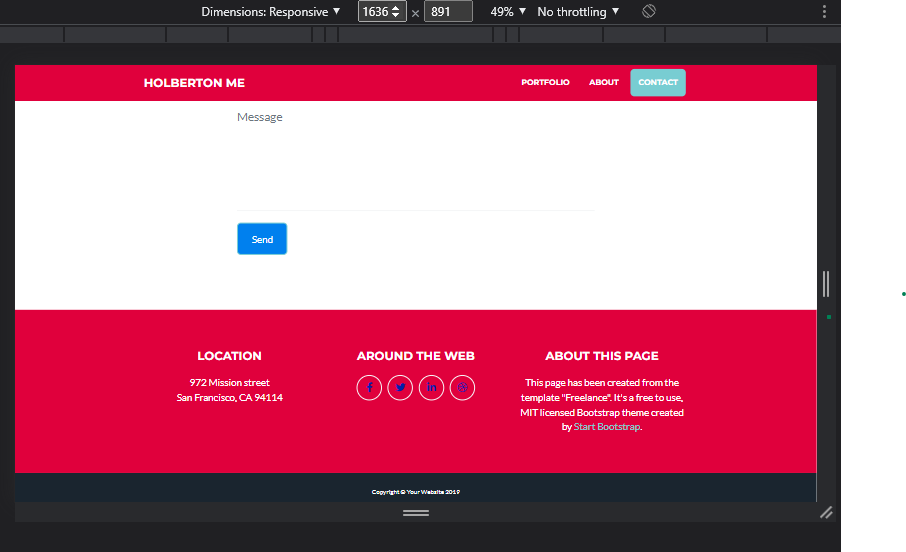 Dimensions: Responsive ▼ 1636 × 891 49% ▼ No throttling ▼
HOLBERTON ME PORTFOLIO ABOUT CONTACT
Message
Send
LOCATION
972 Mission street
San Francisco, CA 94114
AROUND THE WEB
ABOUT THIS PAGE
This page has been created from the
template "Freelance". It's a free to use,
MIT licensed Bootstrap theme created
by Start Bootstrap.
Copyright © Your Website 2019